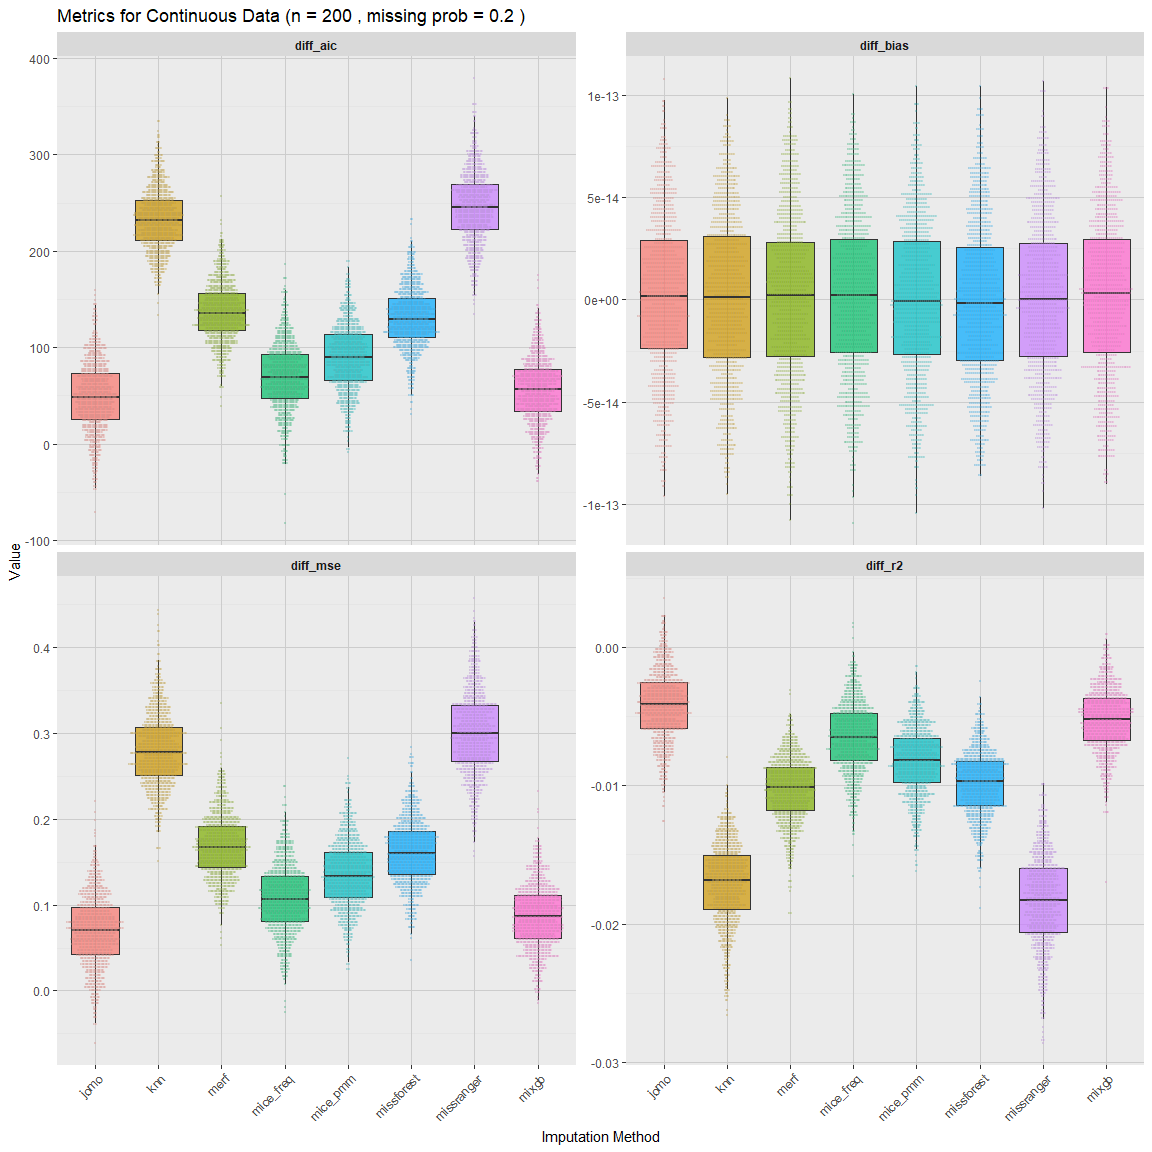 Metrics for Continuous Data (n = 200 , missing prob = 0.2 )
diff_aic
diff_bias
400
300
200
100
0
-100
1e-13
5e-14
0e+00
-5e-14
-1e-13
Value
diff_mse
diff_r2
0.4
0.3
0.2
0.1
0.0
0.00
-0.01
-0.02
-0.03
jomo
knn
merf
mice_freq
mice_pmm
missforest
missranger
mixgb
jomo
knn
merf
mice_freq
mice_pmm
missforest
missranger
mixgb
Imputation Method